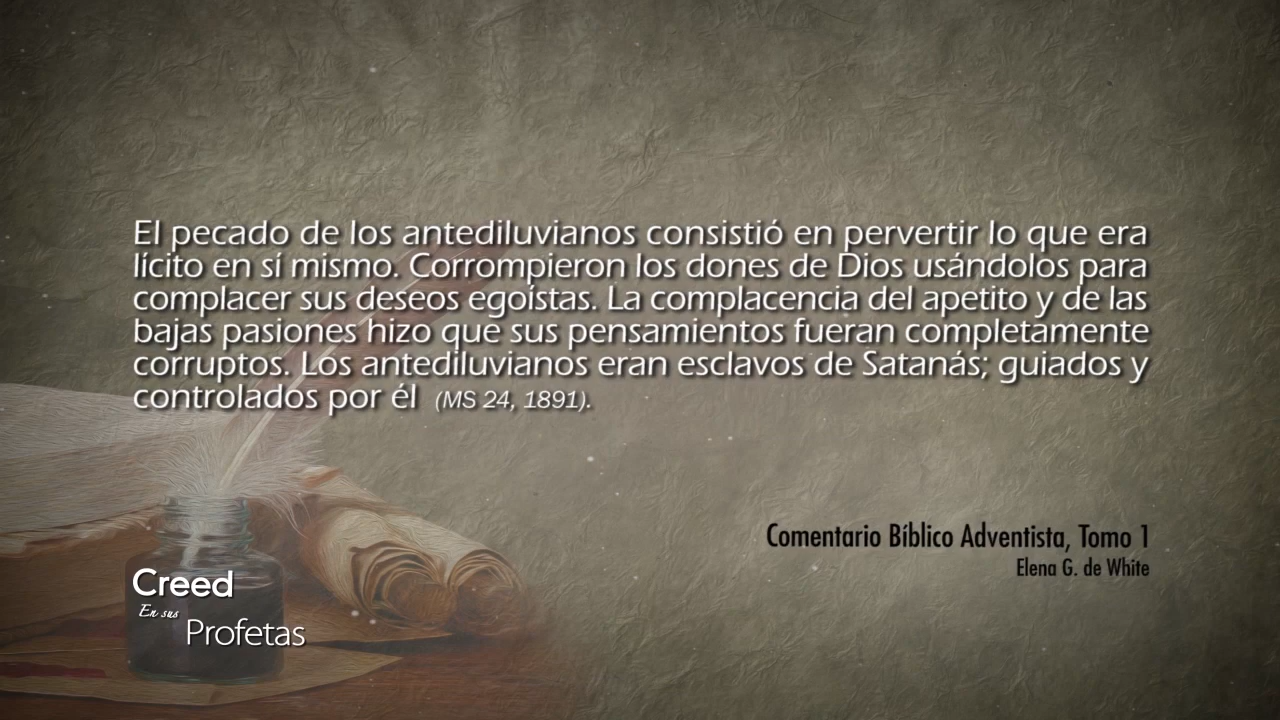 El pecado de los antediluvianos consistió en pervertir lo que era
lícito en sí mismo. Corrompieron los dones de Dios usándolos para
complacer sus deseos egoístas. La complacencia del apetito y de las
bajas pasiones hizo que sus pensamientos fueran completamente
corruptos. Los antediluvianos eran esclavos de Satanás; guiados y
controlados por él (MS 24, 1891).
Comentario Bíblico Adventista, Tomo 1
Elena G. de White
Creed
En sus
Profetas